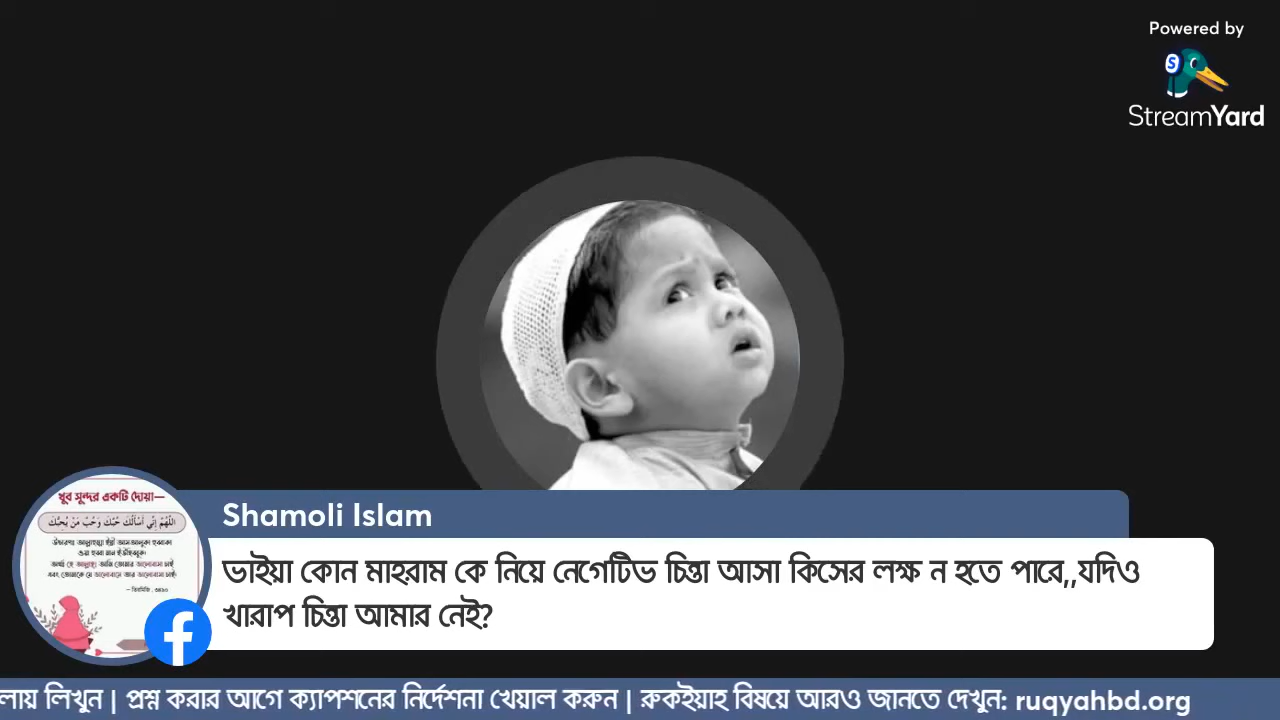 Powered by
StreamYard
খুব সুন্দর একটি দোয়া—
اللَّهُمَّ إِنِّي أَسْأَلُكَ حُبَّكَ وَحُبَّ مَنْ يُحِبُّكَ
Shamoli Islam
ভাইয়া কোন মাহরাম কে নিয়ে নেগেটিভ চিন্তা আসা কিসের লক্ষ ন হতে পারে,,যদিও
খারাপ চিন্তা আমার নেই?
লায় লিখুন | প্রশ্ন করার আগে ক্যাপশনের নির্দেশনা খেয়াল করুন | রুকইয়াহ বিষয়ে আরও জানতে দেখুন: ruqyahbd.org